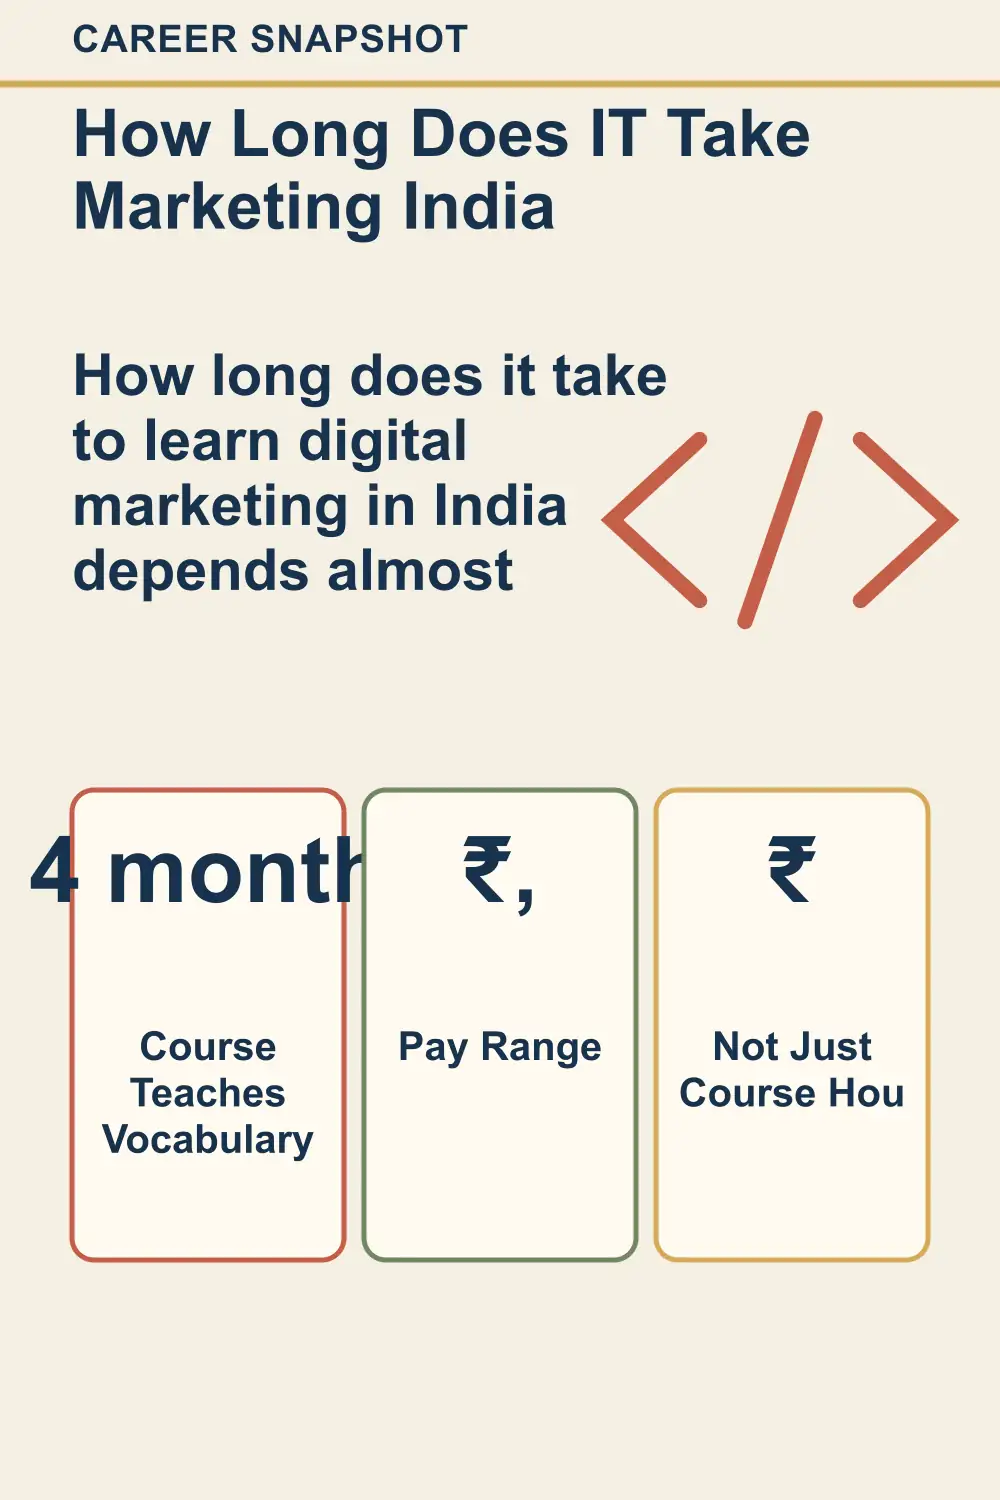 CAREER SNAPSHOT
How Long Does IT Take
Marketing India
How long does it take
to learn digital
marketing in India
depends almost
4 month
₹,
₹
Course
Teaches
Vocabulary
Pay Range
Not Just
Course Hou